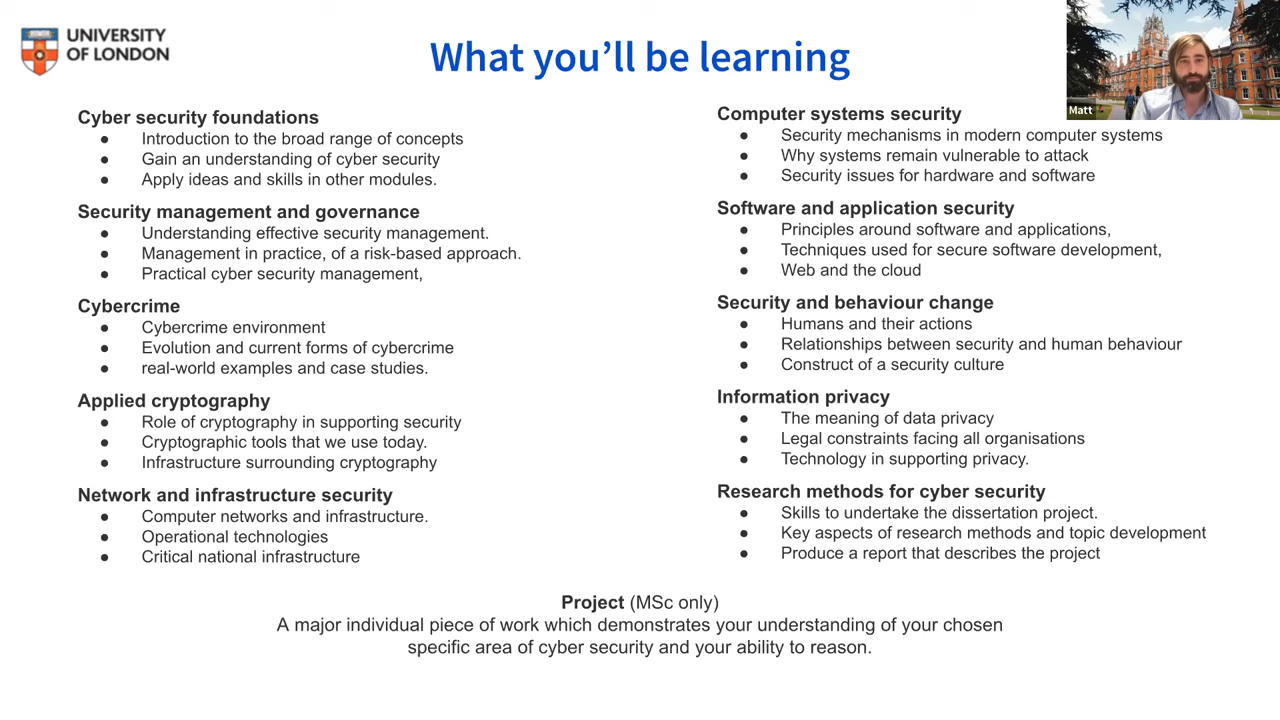 UNIVERSITY
OF LONDON
What you’ll be learning
Matt
Cyber security foundations
● Introduction to the broad range of concepts
● Gain an understanding of cyber security
● Apply ideas and skills in other modules.
Security management and governance
● Understanding effective security management.
● Management in practice, of a risk-based approach.
● Practical cyber security management,
Cybercrime
● Cybercrime environment
● Evolution and current forms of cybercrime
● real-world examples and case studies.
Applied cryptography
● Role of cryptography in supporting security
● Cryptographic tools that we use today.
● Infrastructure surrounding cryptography
Network and infrastructure security
● Computer networks and infrastructure.
● Operational technologies
● Critical national infrastructure
Computer systems security
● Security mechanisms in modern computer systems
● Why systems remain vulnerable to attack
● Security issues for hardware and software
Software and application security
● Principles around software and applications,
● Techniques used for secure software development,
● Web and the cloud
Security and behaviour change
● Humans and their actions
● Relationships between security and human behaviour
● Construct of a security culture
Information privacy
● The meaning of data privacy
● Legal constraints facing all organisations
● Technology in supporting privacy.
Research methods for cyber security
● Skills to undertake the dissertation project.
● Key aspects of research methods and topic development
● Produce a report that describes the project
Project (MSc only)
A major individual piece of work which demonstrates your understanding of your chosen
specific area of cyber security and your ability to reason.